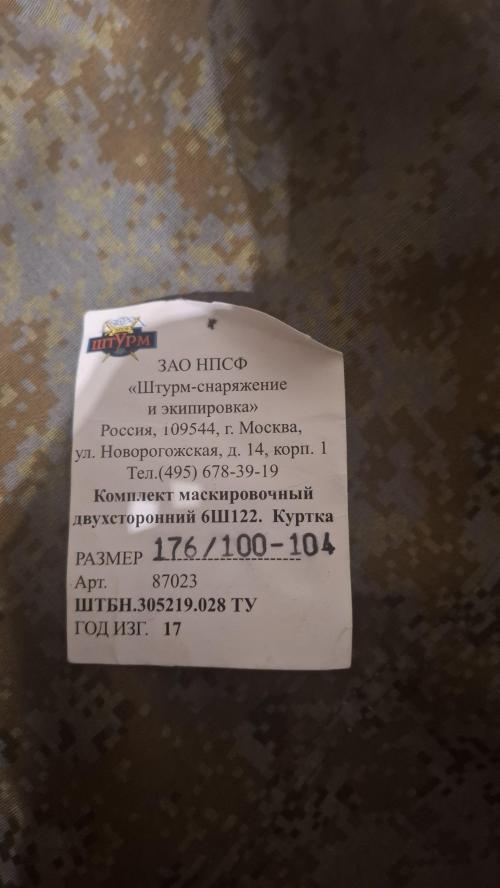 ШТУРМ
ЗАО НПСФ
«Штурм-снаряжение
и экипировка»
Россия, 109544, г. Москва,
ул. Новорогожская, д. 14, корп. 1
Тел.(495) 678-39-19
Комплект маскировочный
двухсторонний 6Ш122. Куртка
РАЗМЕР 176/100-104
Арт. 87023
ШТБН.305219.028 ТУ
ГОД ИЗГ. 17